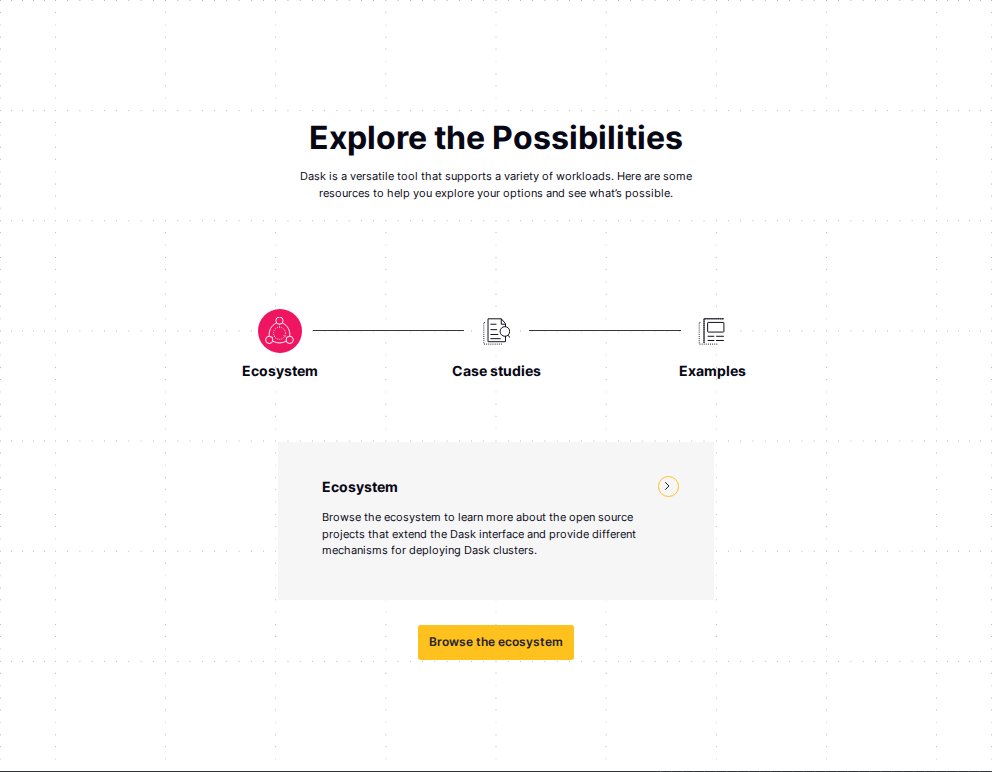 Explore the Possibilities
Dask is a versatile tool that supports a variety of workloads. Here are some
resources to help you explore your options and see what’s possible.
Ecosystem
Case studies
Examples
Ecosystem
Browse the ecosystem to learn more about the open source
projects that extend the Dask interface and provide different
mechanisms for deploying Dask clusters.
Browse the ecosystem